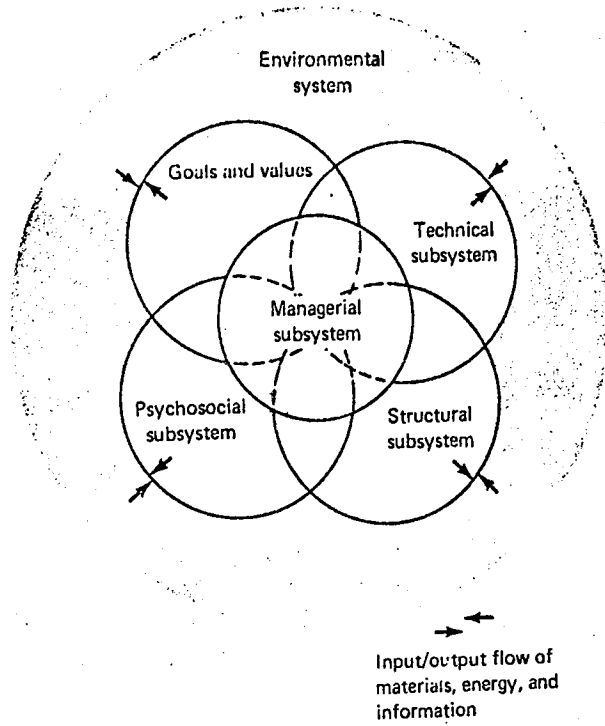 Environmental
system
Goals and values
Technical
subsystem
Managerial
subsystem
Psychosocial
subsystem
Structural
subsystem
Input/output flow of
materials, energy, and
information